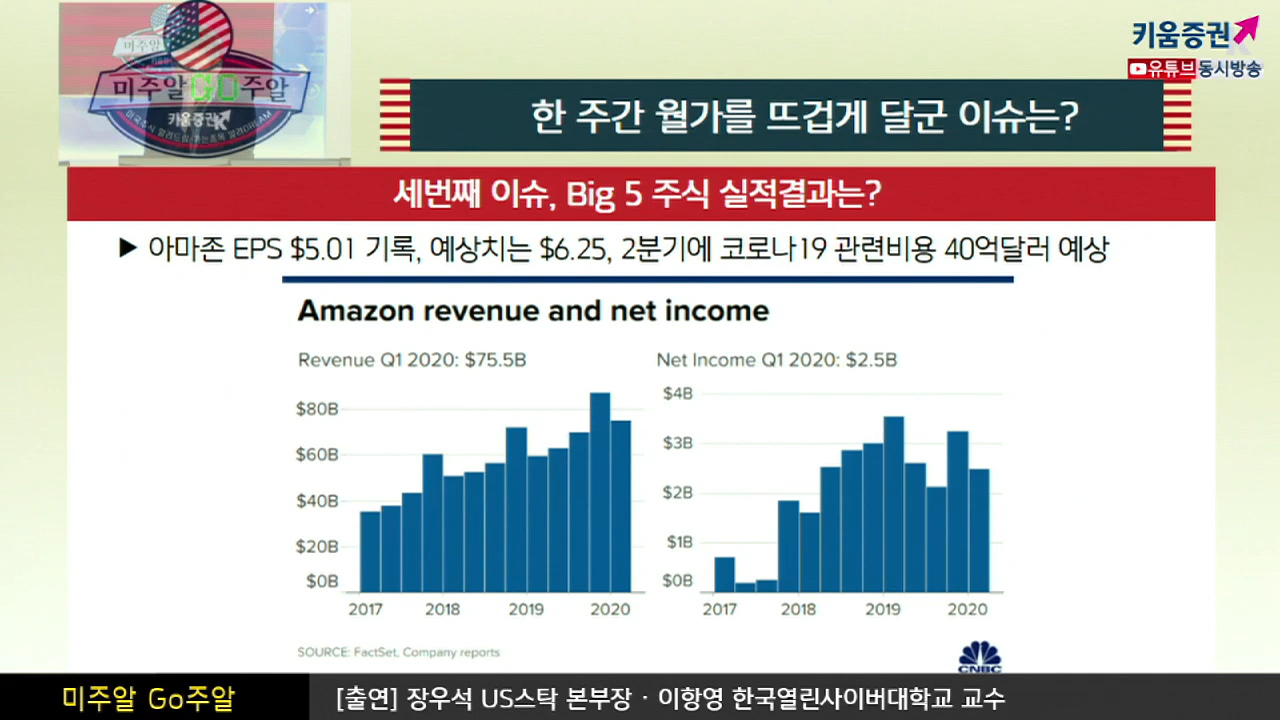 미주알
미주알GO주알
키움증권
키움증권
유튜브동시방송
한 주간 월가를 뜨겁게 달군 이슈는?
세번째 이슈, Big 5 주식 실적결과는?
▶ 아마존 EPS $5.01 기록, 예상치는 $6.25, 2분기에 코로나19 관련비용 40억달러 예상
Amazon revenue and net income
Revenue Q1 2020: $75.5B
Net Income Q1 2020: $2.5B
$80B
$60B
$40B
$20B
$0B
2017 2018 2019 2020
$4B
$3B
$2B
$1B
$0B
2017 2018 2019 2020
SOURCE: FactSet, Company reports
CNBC
미주알 Go주알
[출연] 장우석 US스탁 본부장 · 이항영 한국열린사이버대학교 교수